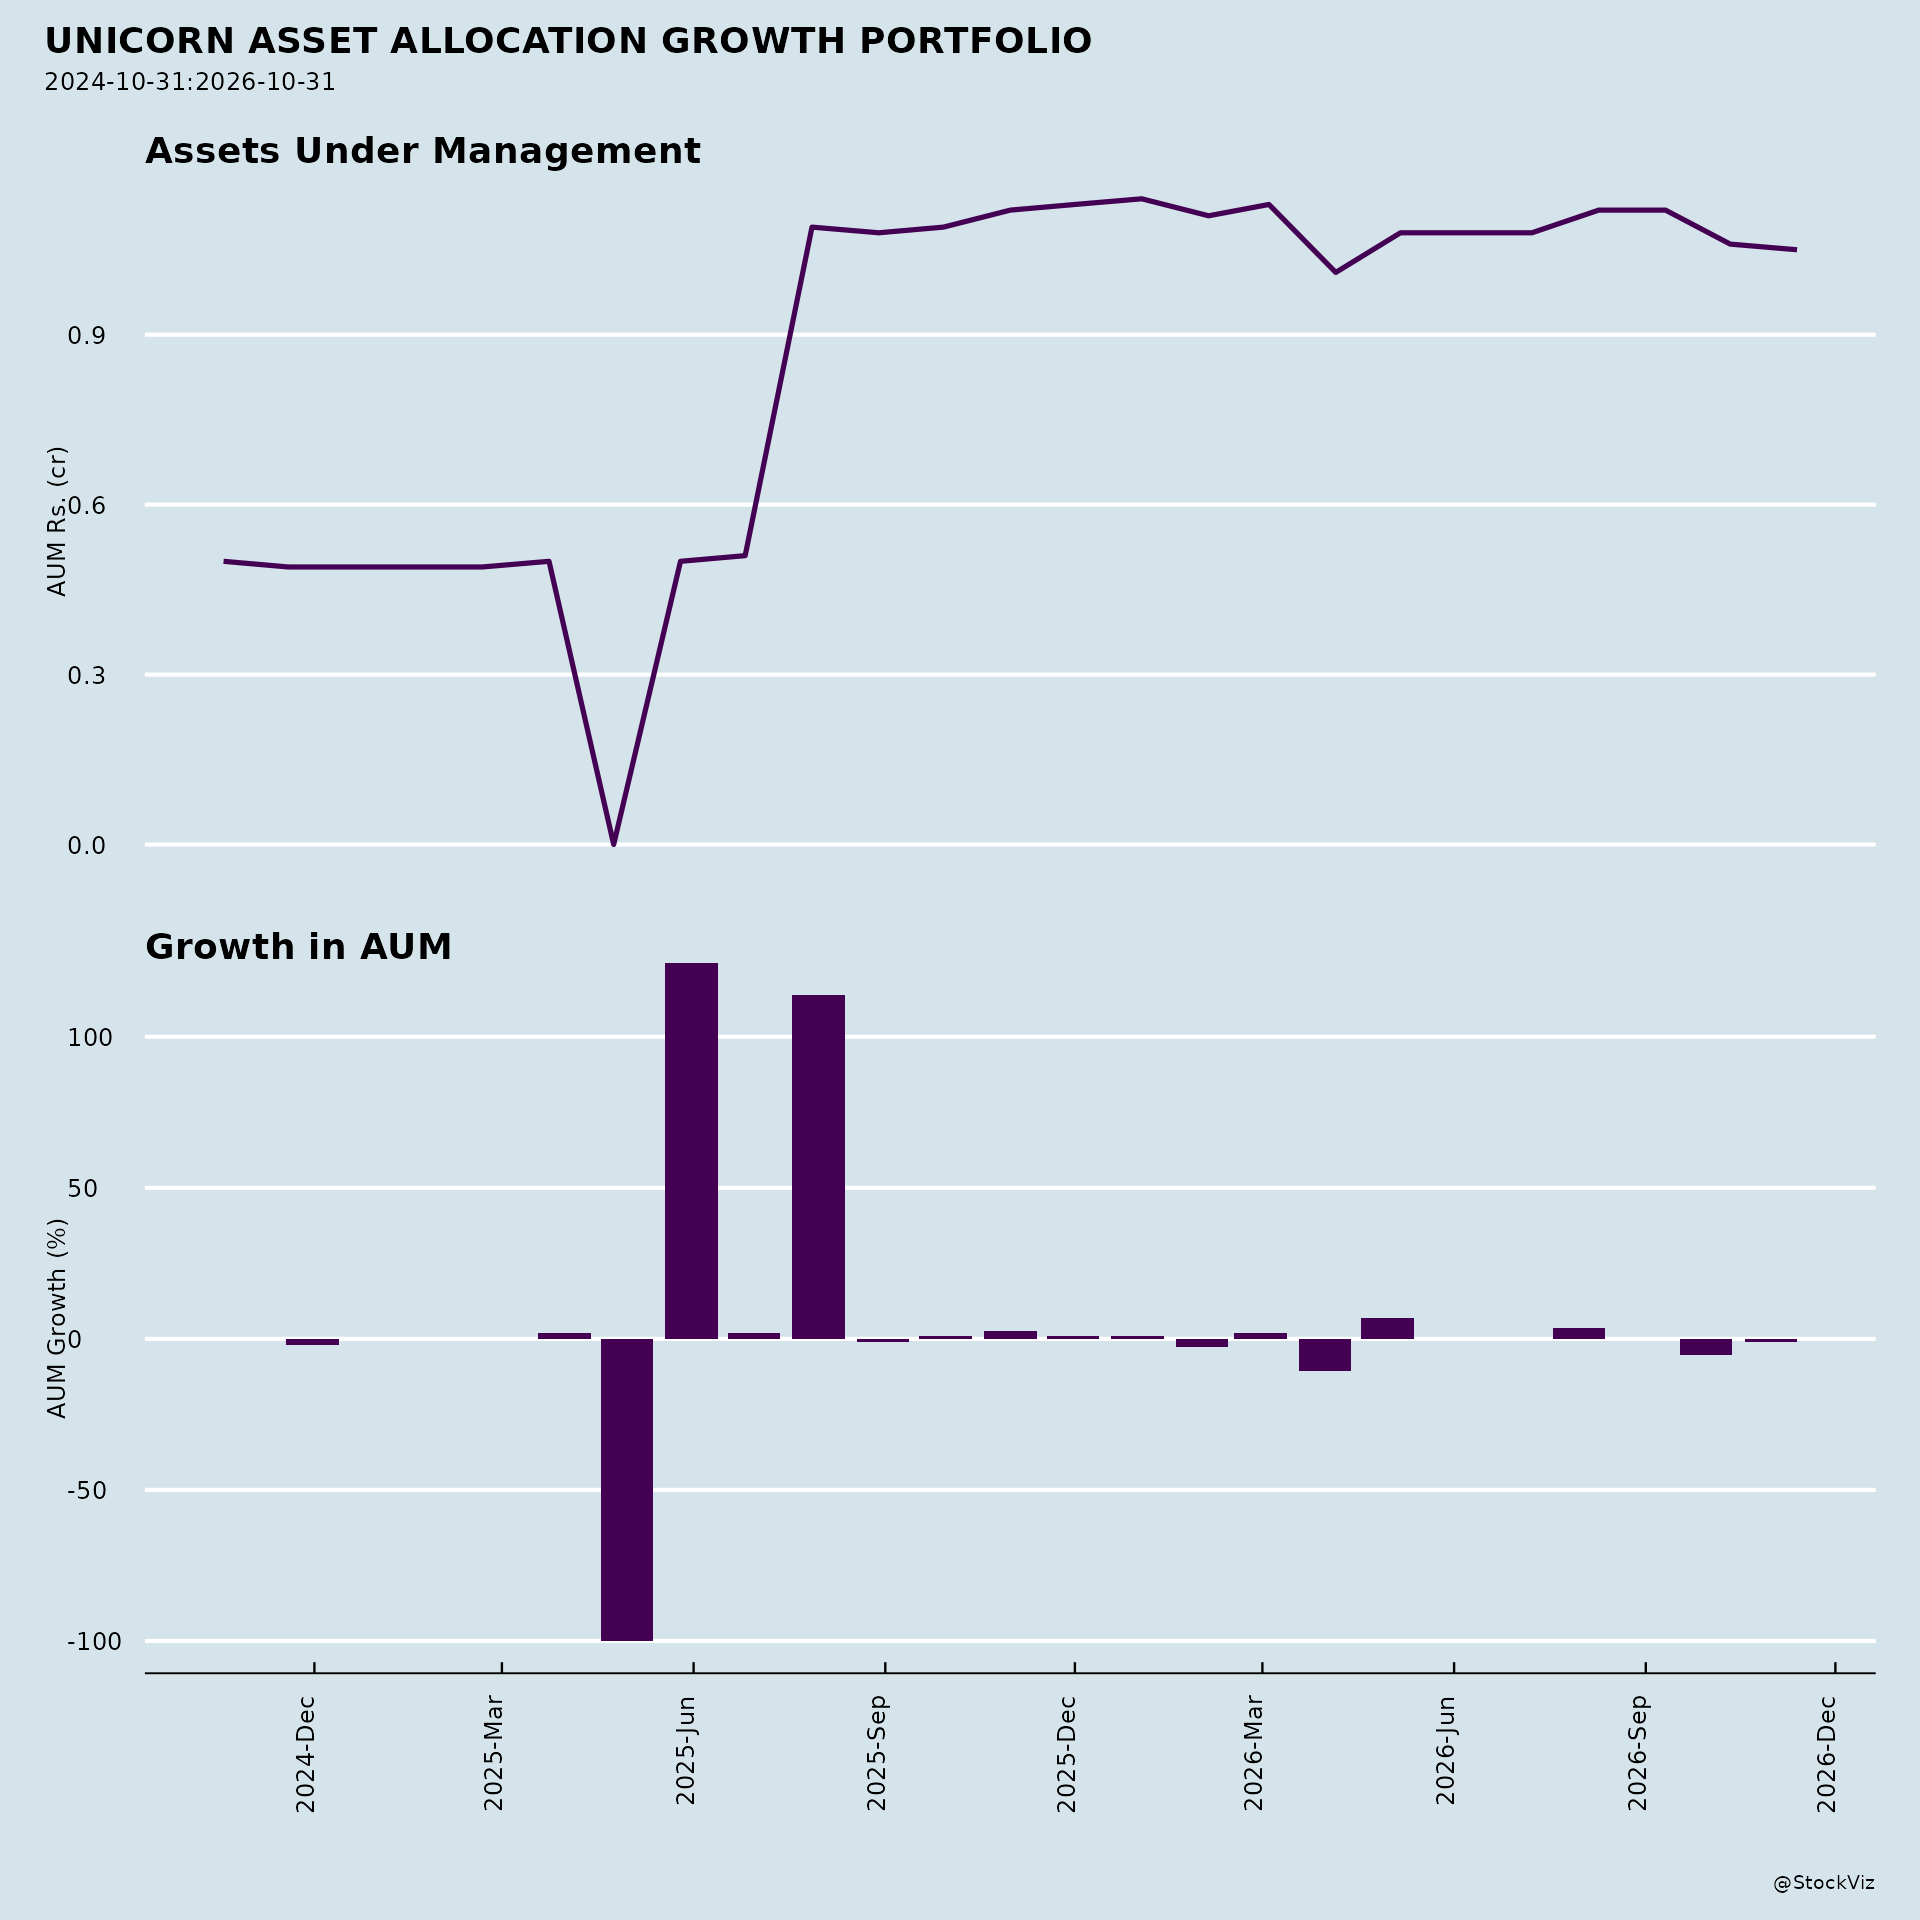 UNICORN ASSET ALLOCATION GROWTH PORTFOLIO
2024-10-31:2026-10-31
Assets Under Management
AUM Rs. (cr)
0.9
0.6
0.3
0.0
Growth in AUM
AUM Growth (%)
100
50
0
-50
-100
2024-Dec
2025-Mar
2025-Jun
2025-Sep
2025-Dec
2026-Mar
2026-Jun
2026-Sep
2026-Dec
@StockViz